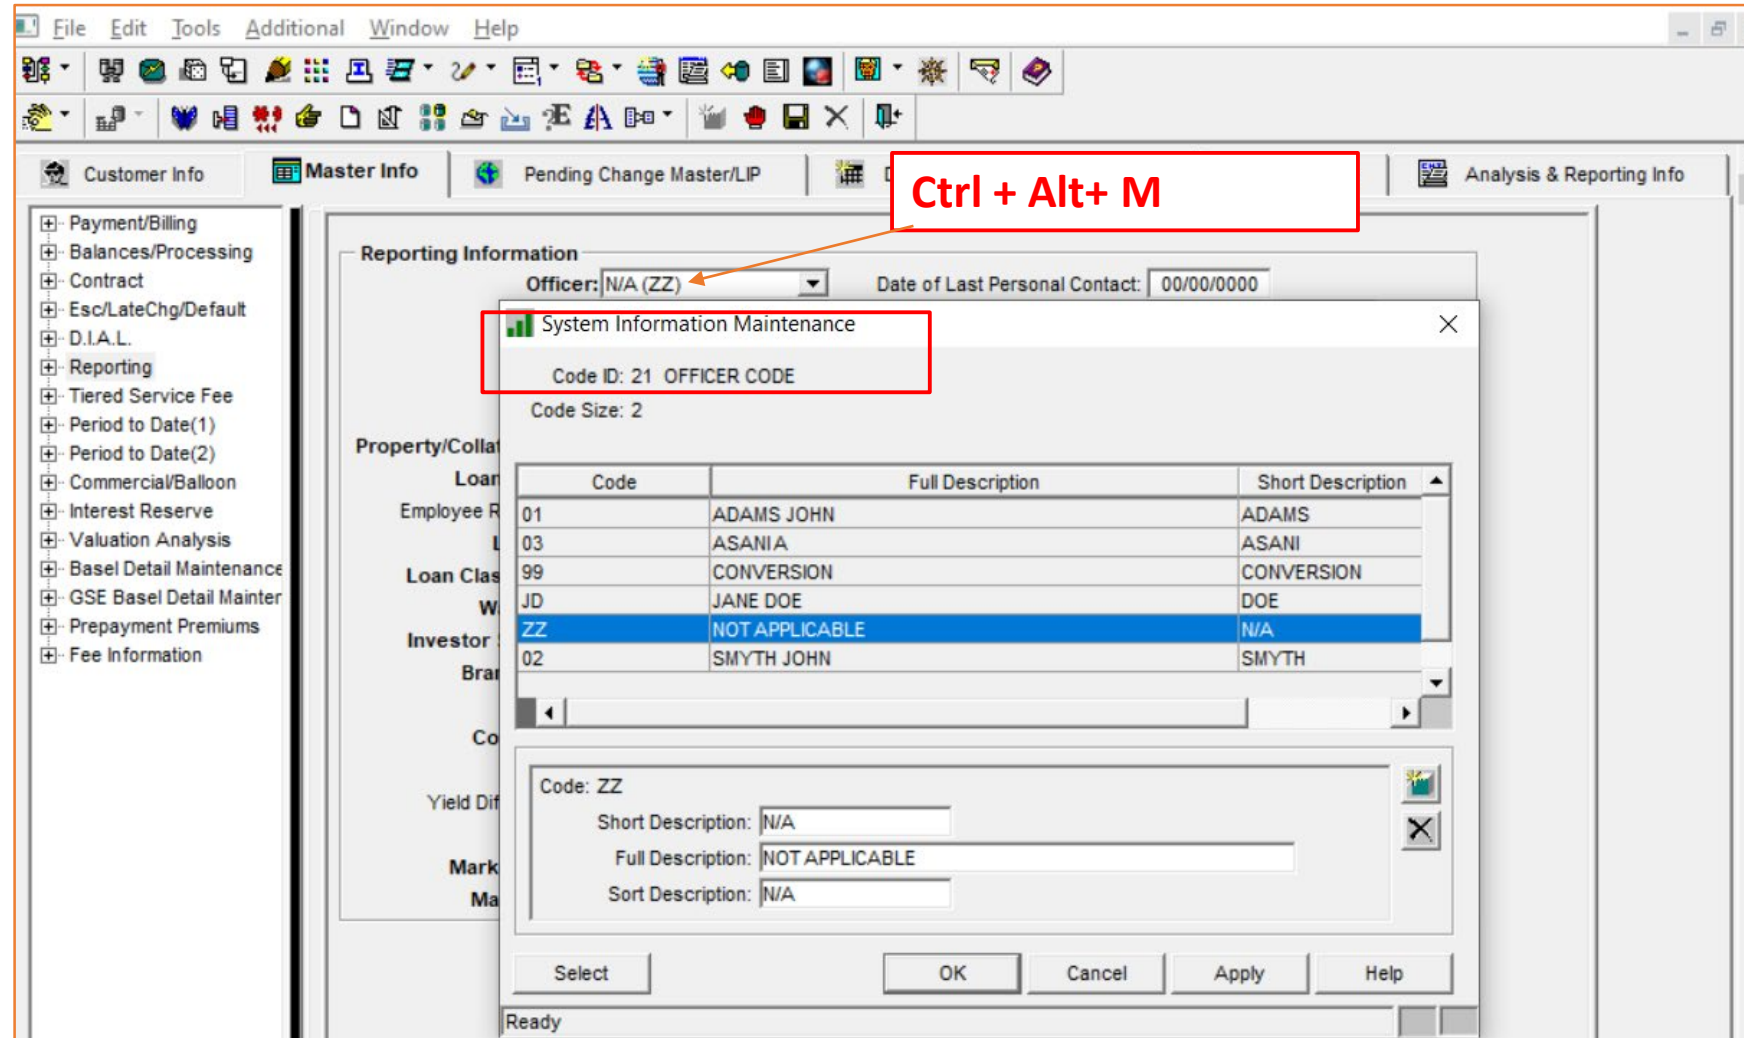 File Edit Tools Additional Window Help
Customer Info
Master Info
Pending Change Master/LIP
Analysis & Reporting Info
Ctrl + Alt+ M
Payment/Billing
Balances/Processing
Contract
Esc/LateChg/Default
D.I.A.L.
Reporting
Tiered Service Fee
Period to Date(1)
Period to Date(2)
Commercial/Balloon
Interest Reserve
Valuation Analysis
Basel Detail Maintenance
GSE Basel Detail Mainter
Prepayment Premiums
Fee Information
Reporting Information
Officer: N/A (ZZ)
Date of Last Personal Contact: 00/00/0000
Property/Collat
Loan
Employee R
L
Loan Clas
W
Investor
Bran
Co
Yield Dif
Mark
Ma
System Information Maintenance
Code ID: 21 OFFICER CODE
Code Size: 2
Code Full Description Short Description
01 ADAMS JOHN ADAMS
03 ASANI A ASANI
99 CONVERSION CONVERSION
JD JANE DOE DOE
ZZ NOT APPLICABLE N/A
02 SMYTH JOHN SMYTH
Code: ZZ
Short Description: N/A
Full Description: NOT APPLICABLE
Sort Description: N/A
Select OK Cancel Apply Help
Ready